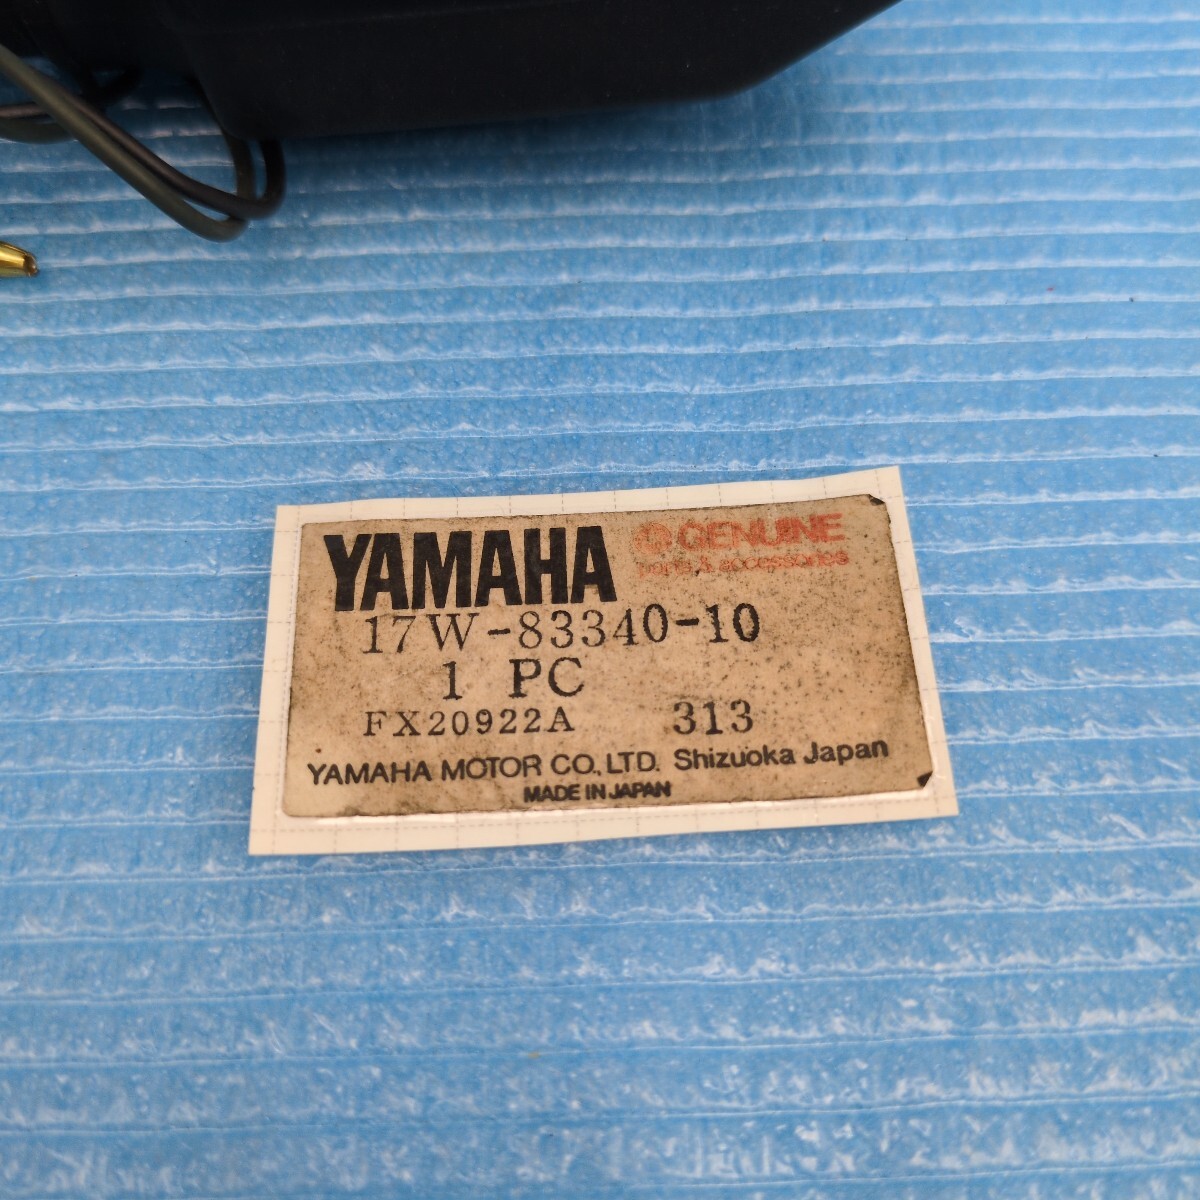 YAMAHA GENUINE
parts & accessories
17W-83340-10
1 PC
FX20922A 313
YAMAHA MOTOR CO., LTD. Shizuoka Japan
MADE IN JAPAN